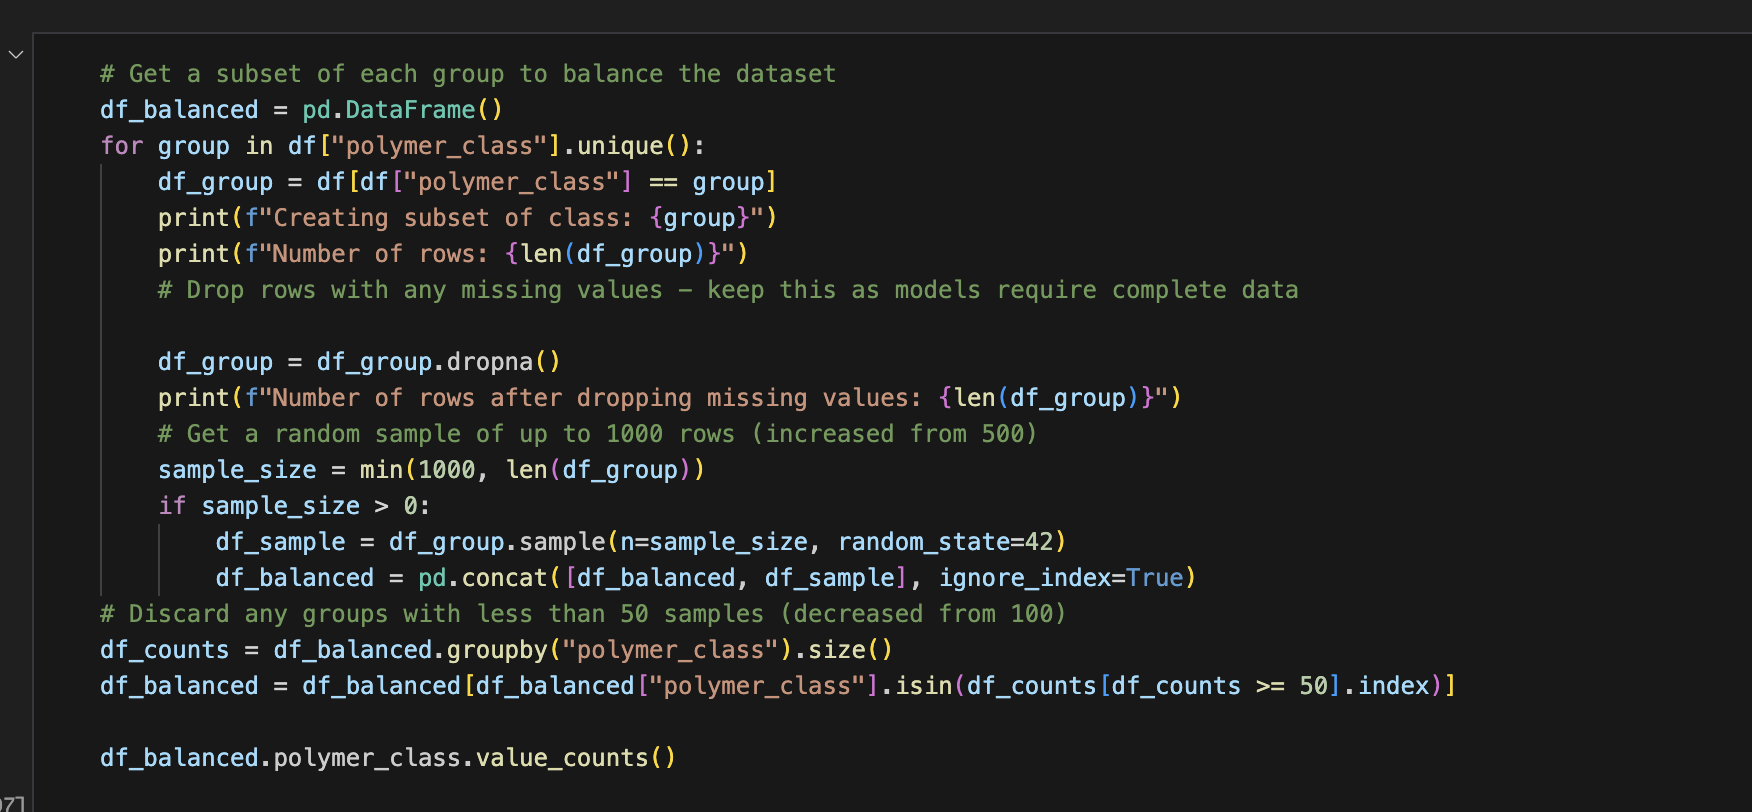 # Get a subset of each group to balance the dataset
df_balanced = pd.DataFrame()
for group in df["polymer_class"].unique():
    df_group = df[df["polymer_class"] == group]
    print(f"Creating subset of class: {group}")
    print(f"Number of rows: {len(df_group)}")
    # Drop rows with any missing values – keep this as models require complete data
    df_group = df_group.dropna()
    print(f"Number of rows after dropping missing values: {len(df_group)}")
    # Get a random sample of up to 1000 rows (increased from 500)
    sample_size = min(1000, len(df_group))
    if sample_size > 0:
        df_sample = df_group.sample(n=sample_size, random_state=42)
        df_balanced = pd.concat([df_balanced, df_sample], ignore_index=True)
# Discard any groups with less than 50 samples (decreased from 100)
df_counts = df_balanced.groupby("polymer_class").size()
df_balanced = df_balanced[df_balanced["polymer_class"].isin(df_counts[df_counts >= 50].index)]
df_balanced.polymer_class.value_counts()